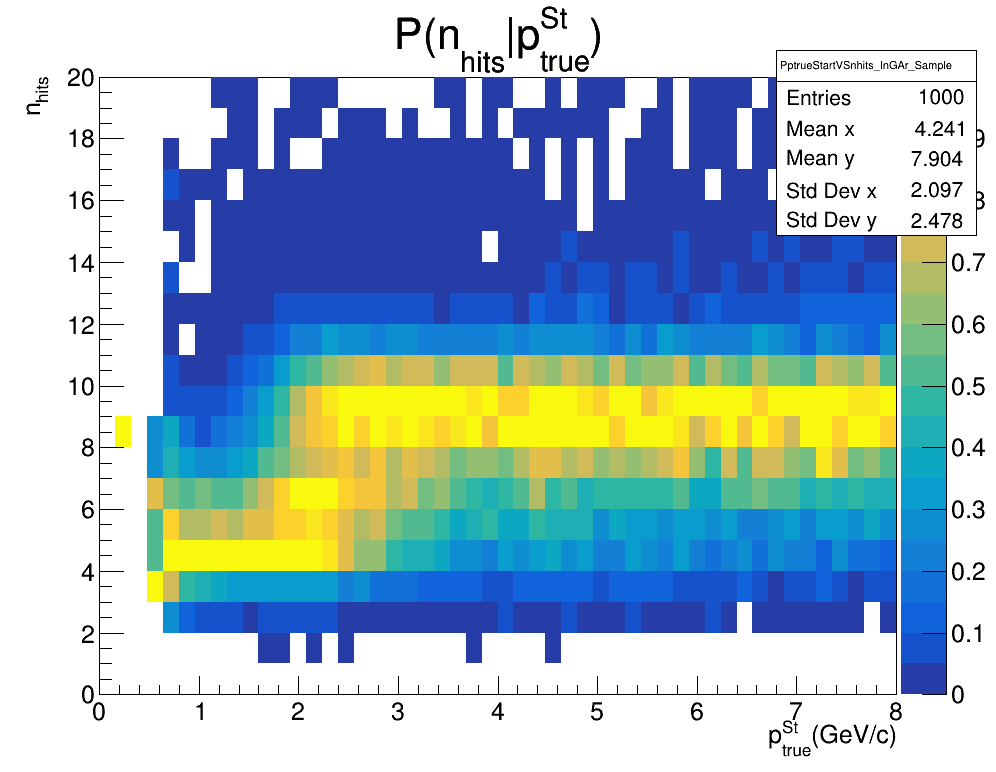 P(n_hits|p^St_true)
PptrueStartVSnhits_InGAr_Sample
Entries 1000
Mean x 4.241
Mean y 7.904
Std Dev x 2.097
Std Dev y 2.478
n_hits
20
18
16
14
12
10
8
6
4
2
0
9
8
0.7
0.6
0.5
0.4
0.3
0.2
0.1
0
0 1 2 3 4 5 6 7 8
p^St_true(GeV/c)